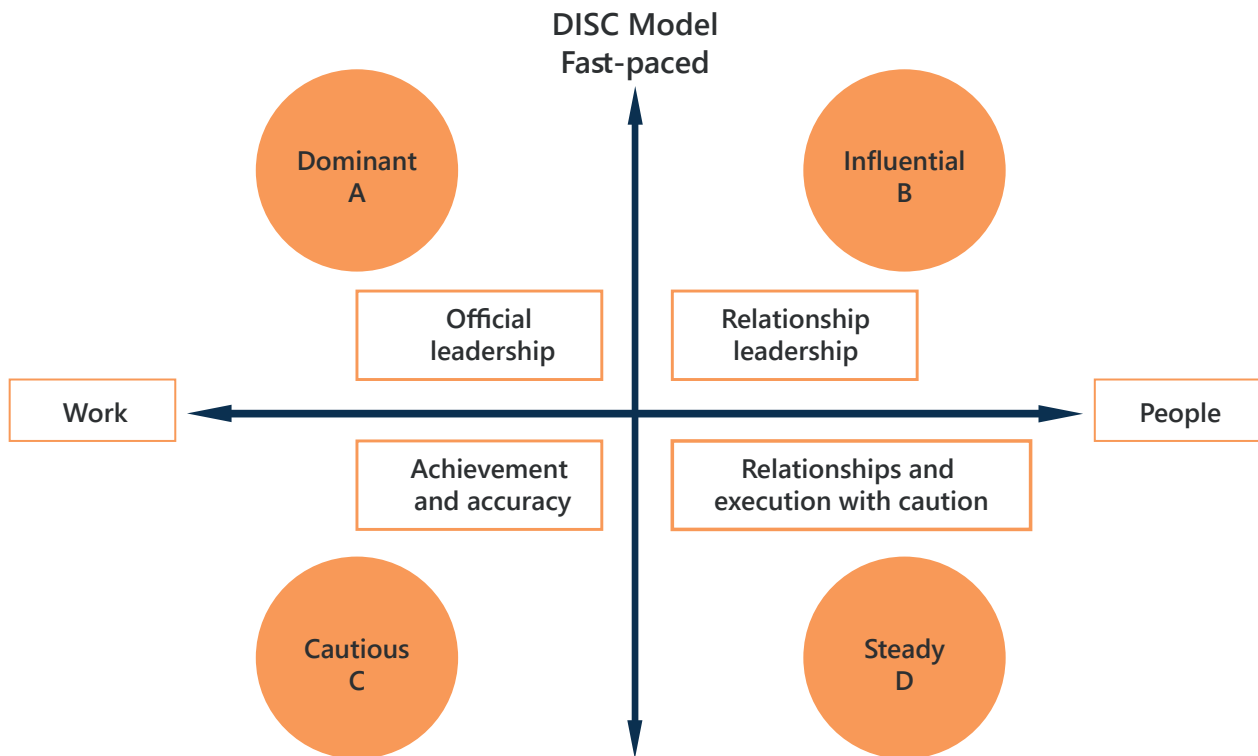 DISC Model
Fast-paced
Dominant
A
Influential
B
Official
leadership
Relationship
leadership
Work
People
Achievement
and accuracy
Relationships and
execution with caution
Cautious
C
Steady
D